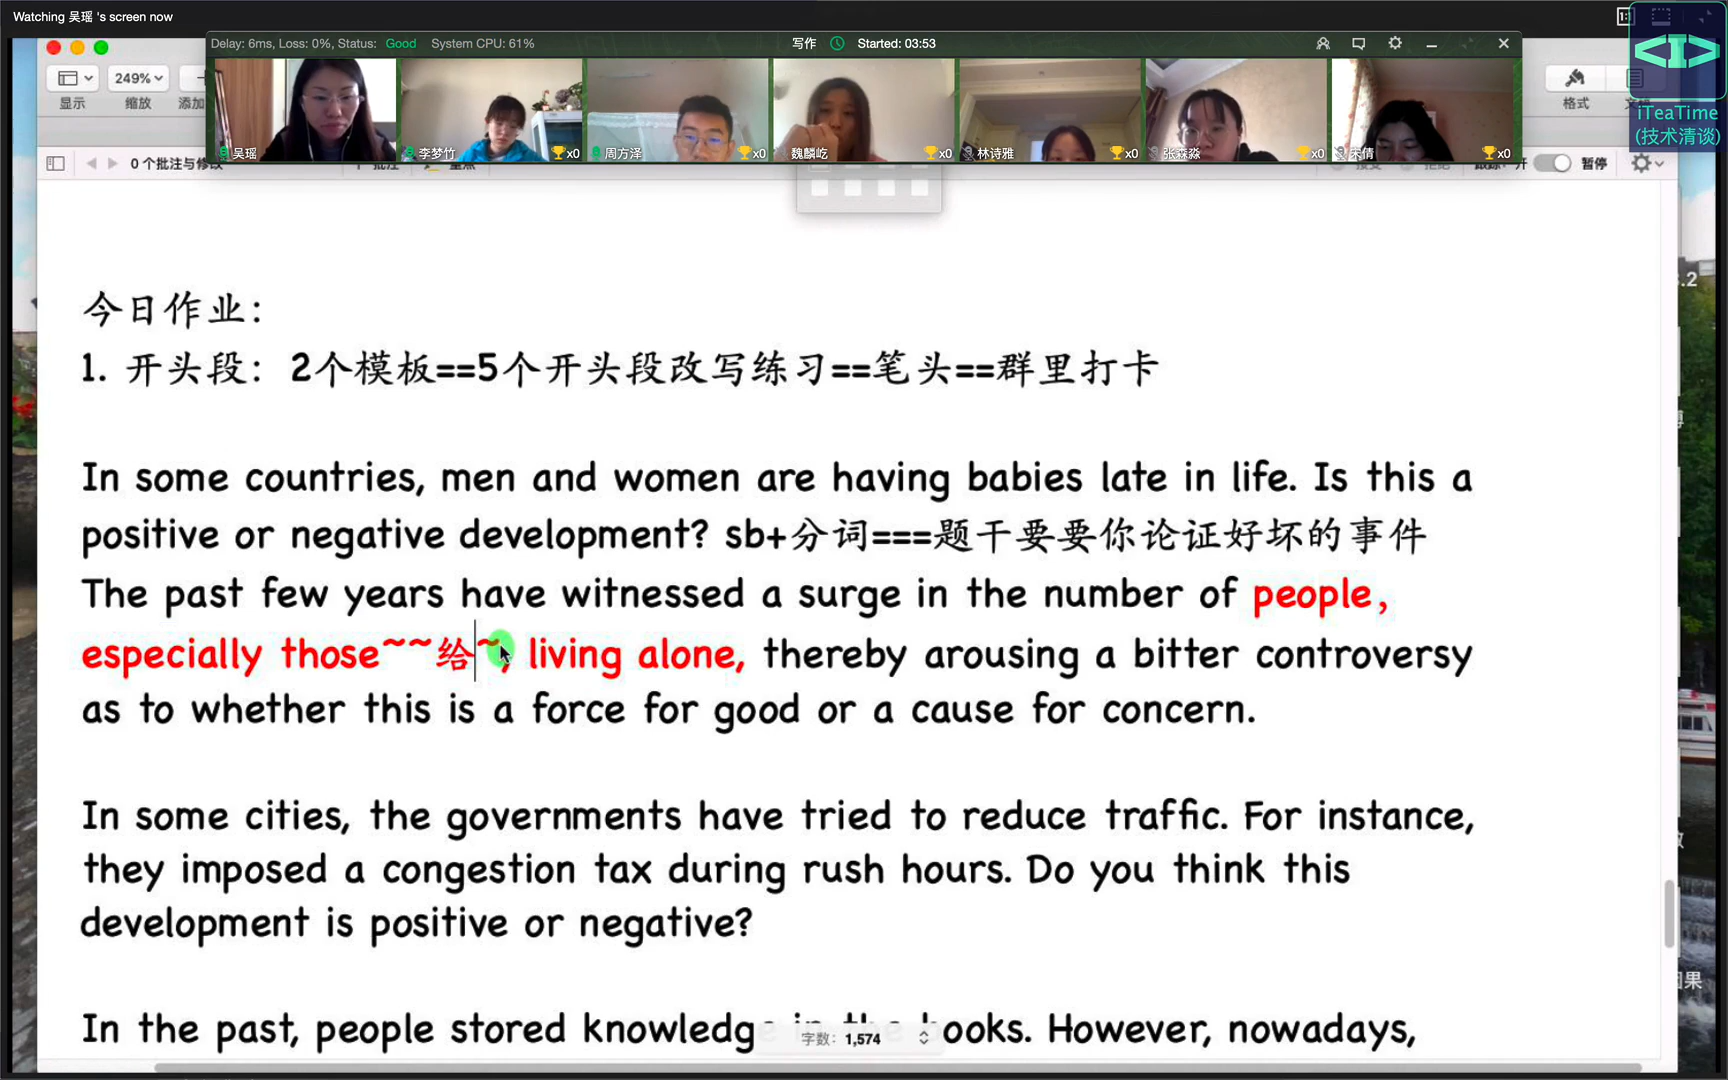 Watching 吴瑶 's screen now
Delay: 6ms, Loss: 0%, Status: Good System CPU: 61%
写作
Started: 03:53
249%
显示
缩放
添加
格式
iTeaTime
(技术清谈)
吴瑶
李梦竹
x0
周方泽
x0
魏麟屹
x0
林诗雅
x0
张森淼
x0
宋倩
x0
0 个批注与修改
暂停
今日作业：
1. 开头段： 2个模板==5个开头段改写练习==笔头==群里打卡
In some countries, men and women are having babies late in life. Is this a
positive or negative development? sb+分词===题干要要你论证好坏的事件
The past few years have witnessed a surge in the number of people，
especially those~~给~, living alone, thereby arousing a bitter controversy
as to whether this is a force for good or a cause for concern.
In some cities, the governments have tried to reduce traffic. For instance,
they imposed a congestion tax during rush hours. Do you think this
development is positive or negative?
In the past, people stored knowledge in the books. However, nowadays,
字数： 1,574